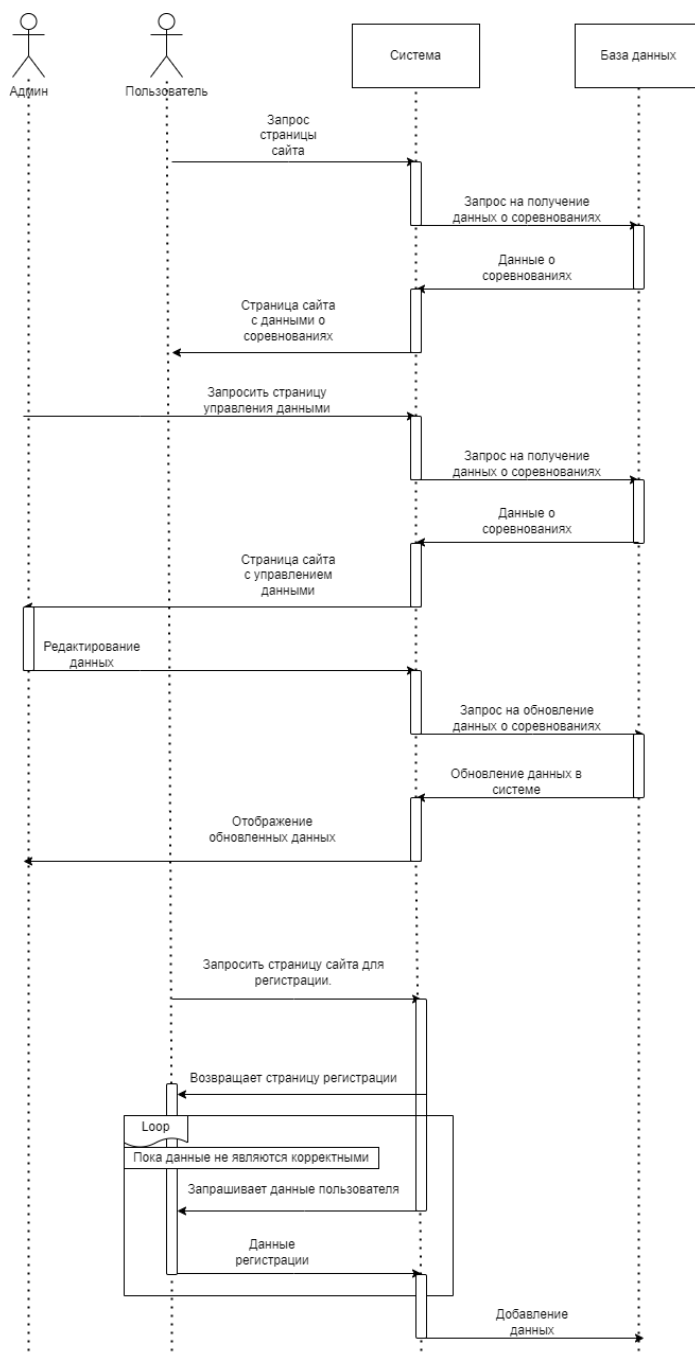 Админ
Пользователь
Система
База данных
Запрос
страницы
сайта
Запрос на получение
данных о соревнованиях
Данные о
соревнованиях
Страница сайта
с данными о
соревнованиях
Запросить страницу
управления данными
Запрос на получение
данных о соревнованиях
Данные о
соревнованиях
Страница сайта
с управлением
данными
Редактирование
данных
Запрос на обновление
данных о соревнованиях
Обновление данных в
системе
Отображение
обновленных данных
Запросить страницу сайта для
регистрации.
Возвращает страницу регистрации
Loop
Пока данные не являются корректными
Запрашивает данные пользователя
Данные
регистрации
Добавление
данных